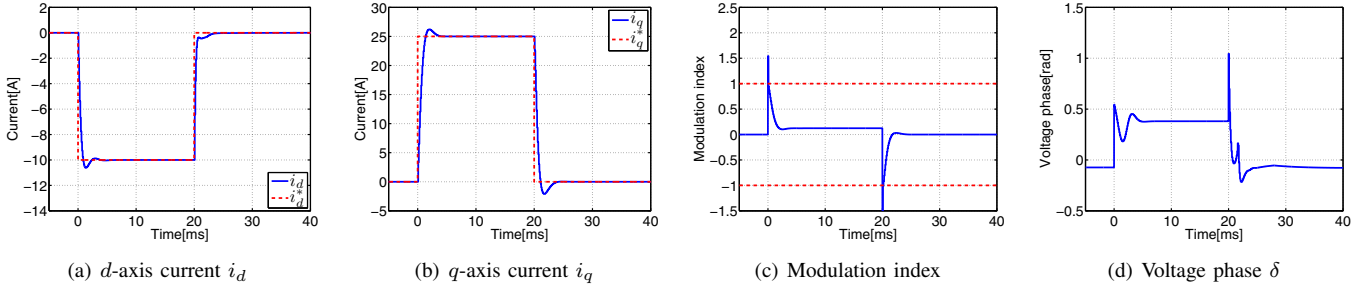 0
−2
−4
−6
−8
−10
−12
−14
0 10 20 30 40
Current[A]
Time[ms]
i_d
i_d^*
(a) d-axis current i_d
35
30
25
20
15
10
5
0
−5
0 10 20 30 40
Current[A]
Time[ms]
i_q
i_q^*
(b) q-axis current i_q
2.5
2
1.5
1
0.5
0
−0.5
−1
−1.5
0 10 20 30 40
Modulation index
Time[ms]
(c) Modulation index
1.5
1
0.5
0
−0.5
0 10 20 30 40
Voltage phase[rad]
Time[ms]
(d) Voltage phase δ